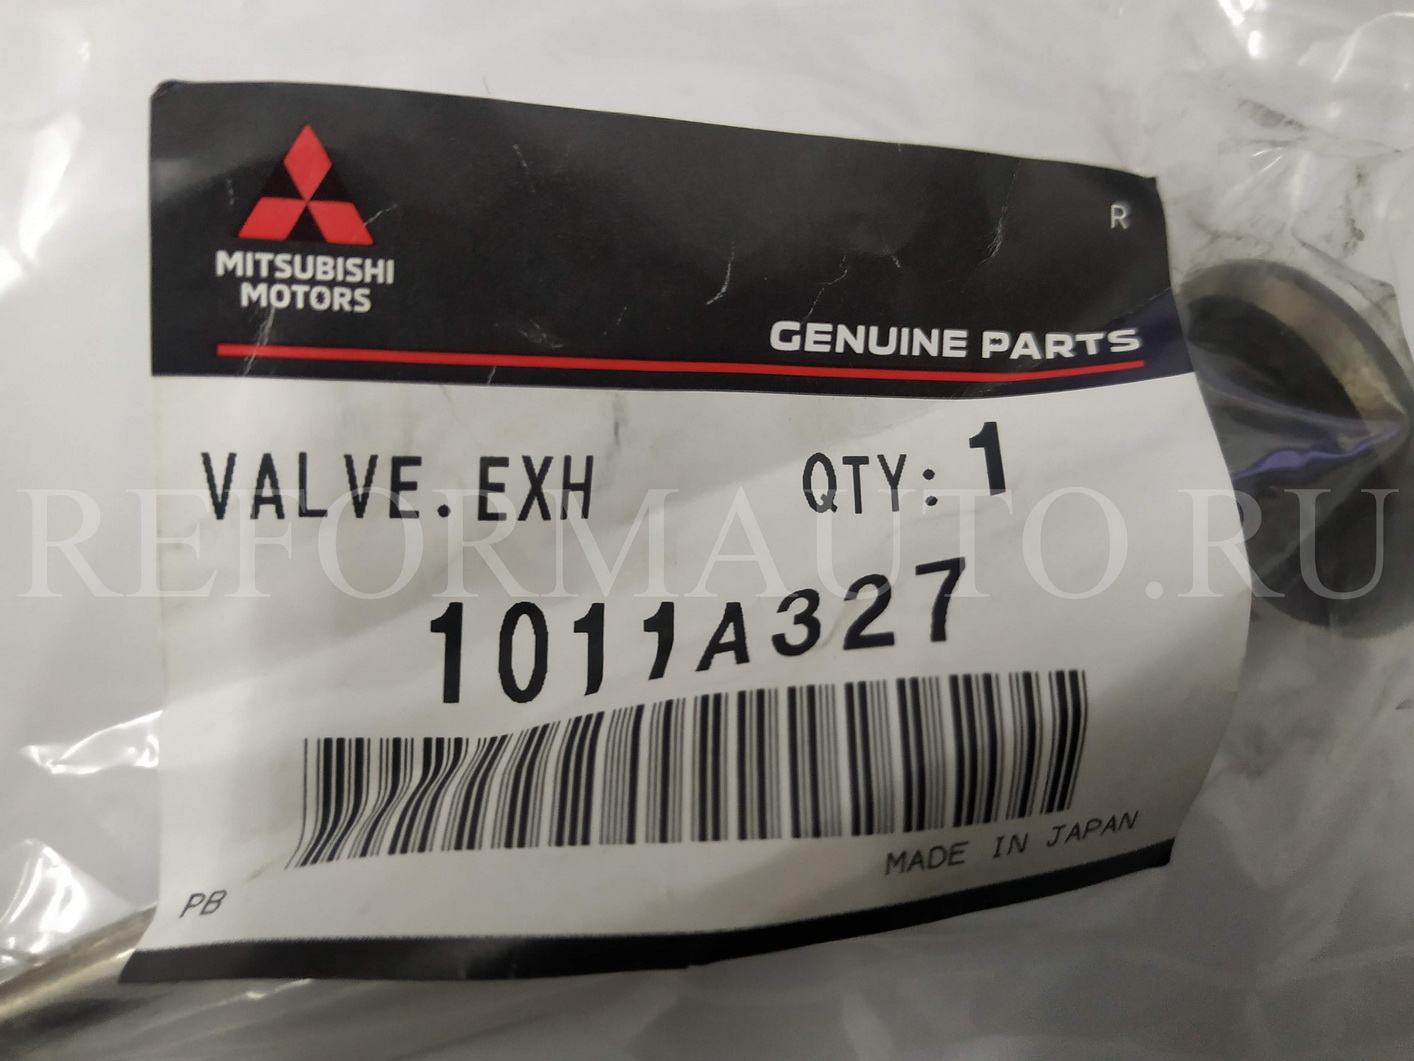 R
MITSUBISHI
MOTORS
GENUINE PARTS
VALVE.EXH QTY: 1
REFORMAUTO.RU
1011A327
MADE IN JAPAN
PB